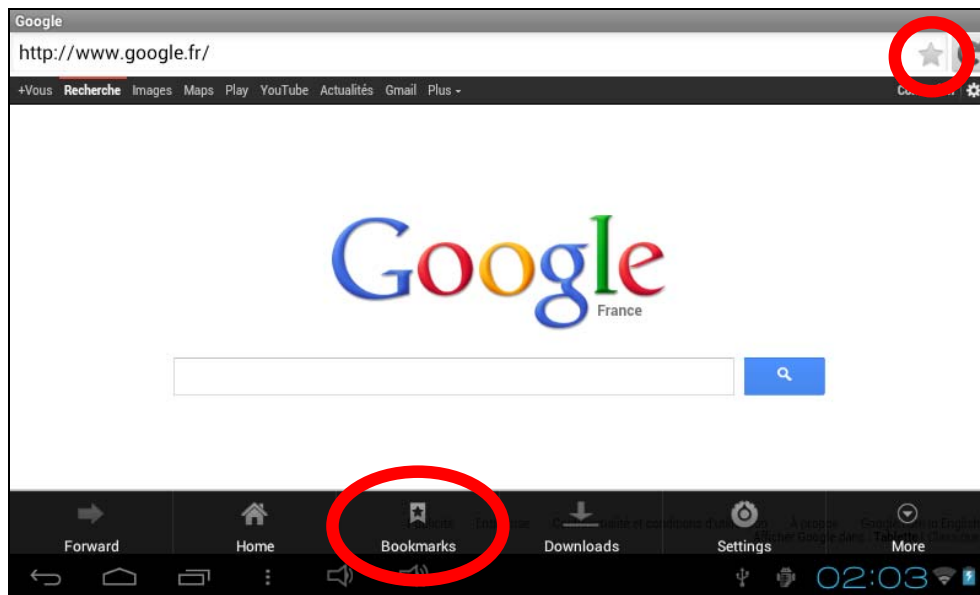 Google
http://www.google.fr/
+Vous Recherche Images Maps Play YouTube Actualités Gmail Plus
Google
France
Forward Home Bookmarks Downloads Settings More
02:03